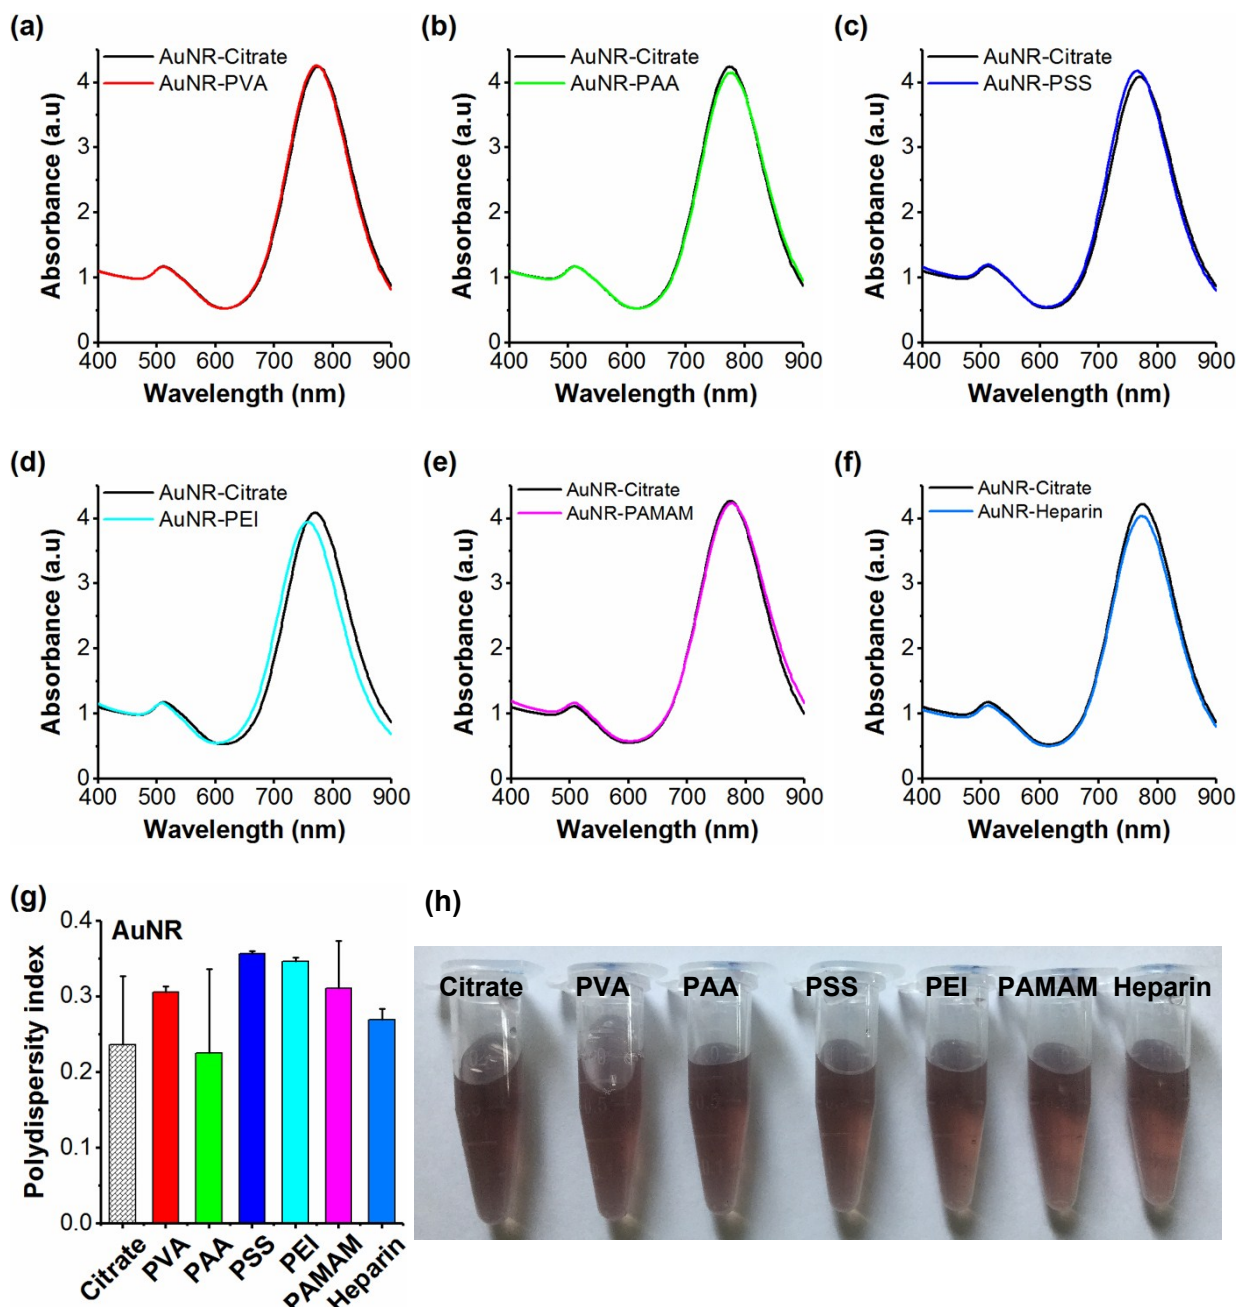 (a)
AuNR-Citrate
AuNR-PVA
Absorbance (a.u)
4
3
2
1
0
400 500 600 700 800 900
Wavelength (nm)
(b)
AuNR-Citrate
AuNR-PAA
Absorbance (a.u)
4
3
2
1
0
400 500 600 700 800 900
Wavelength (nm)
(c)
AuNR-Citrate
AuNR-PSS
Absorbance (a.u)
4
3
2
1
0
400 500 600 700 800 900
Wavelength (nm)
(d)
AuNR-Citrate
AuNR-PEI
Absorbance (a.u)
4
3
2
1
0
400 500 600 700 800 900
Wavelength (nm)
(e)
AuNR-Citrate
AuNR-PAMAM
Absorbance (a.u)
4
3
2
1
0
400 500 600 700 800 900
Wavelength (nm)
(f)
AuNR-Citrate
AuNR-Heparin
Absorbance (a.u)
4
3
2
1
0
400 500 600 700 800 900
Wavelength (nm)
(g)
AuNR
Polydispersity index
0.4
0.3
0.2
0.1
0.0
Citrate
PVA
PAA
PSS
PEI
PAMAM
Heparin
(h)
Citrate PVA PAA PSS PEI PAMAM Heparin